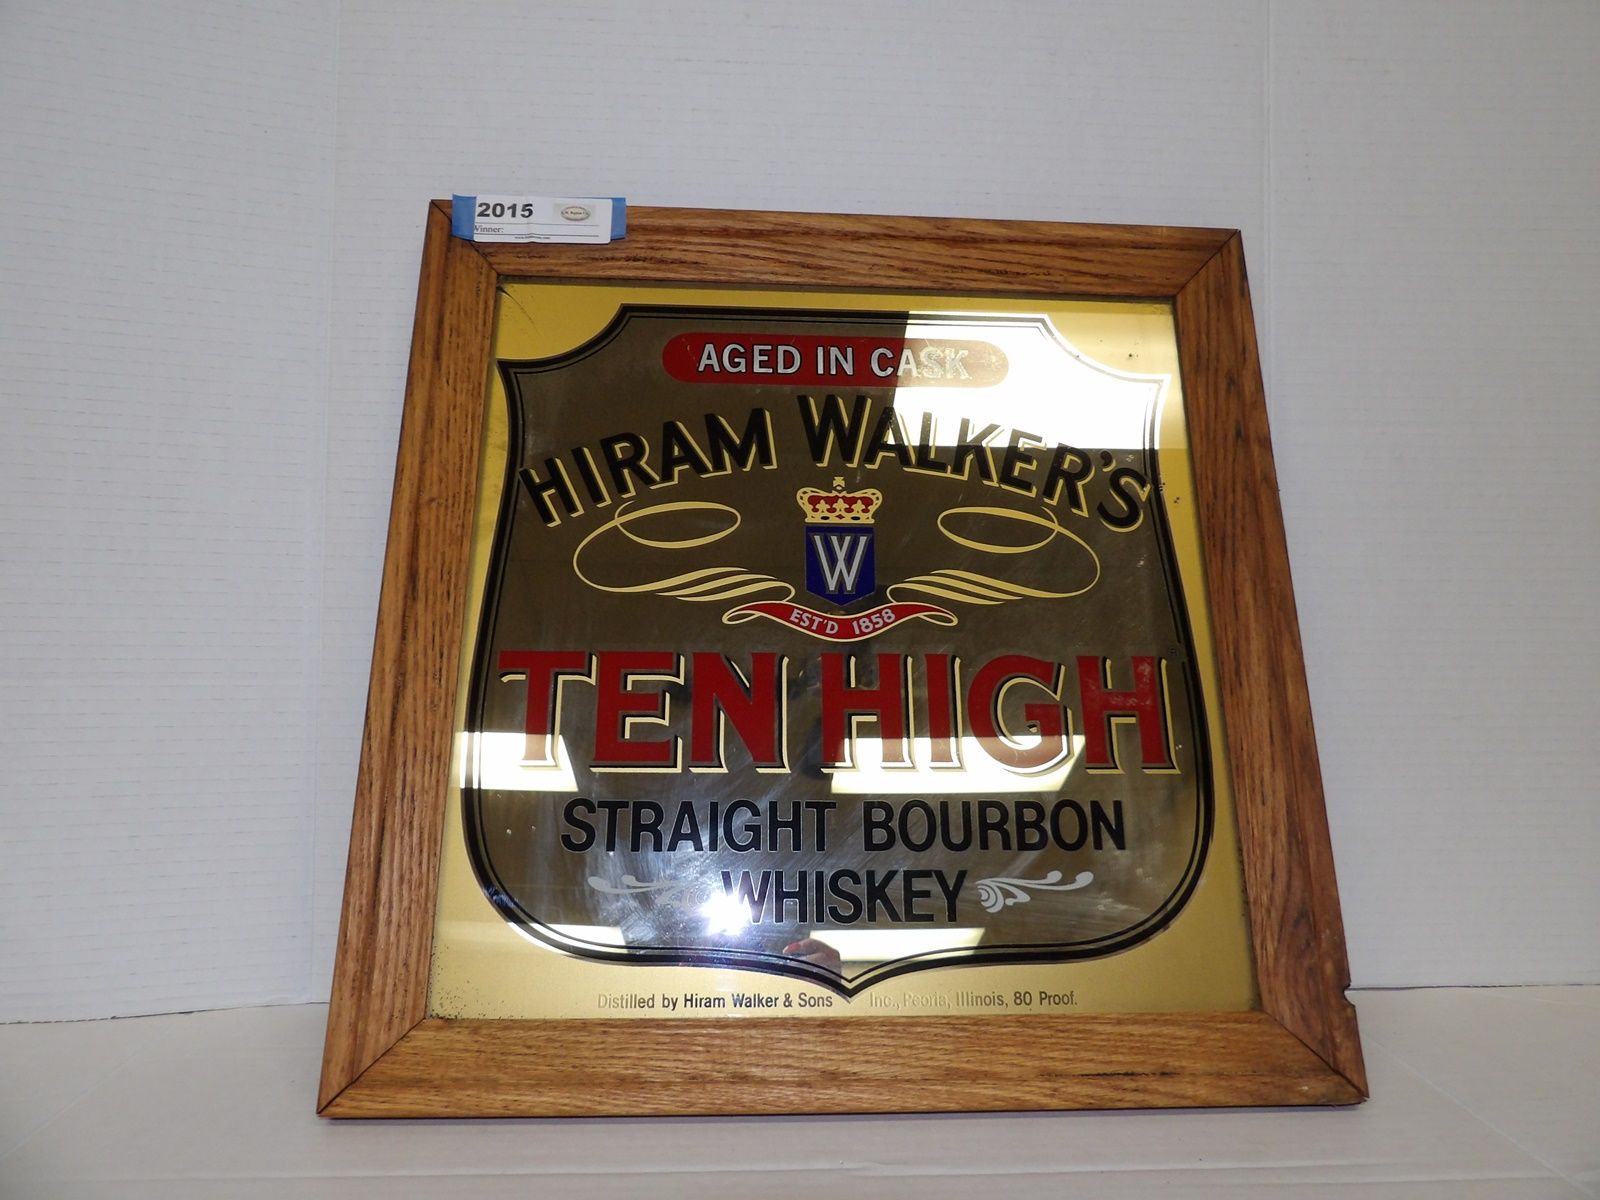 2015
Winner:
AGED IN CASK
HIRAM WALKER'S
W
EST'D 1858
TEN HIGH
STRAIGHT BOURBON
WHISKEY
Distilled by Hiram Walker & Sons Inc., Peoria, Illinois, 80 Proof.